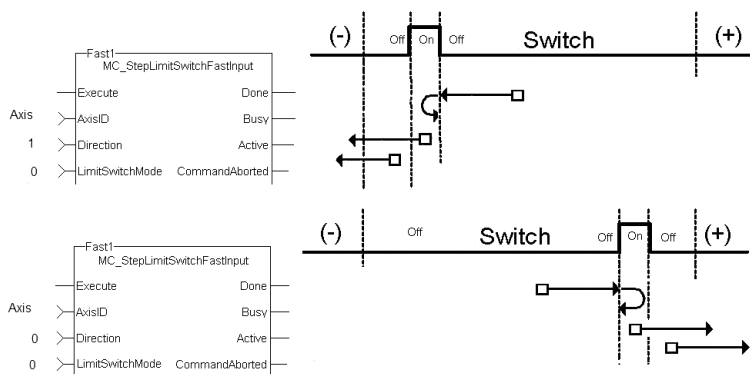 (-) Off On Off Switch (+)
Fast1
MC_StepLimitSwitchFastInput
Execute Done
Axis AxisID Busy
1 Direction Active
0 LimitSwitchMode CommandAborted
(-) Off Switch Off On Off (+)
Fast1
MC_StepLimitSwitchFastInput
Execute Done
Axis AxisID Busy
0 Direction Active
0 LimitSwitchMode CommandAborted